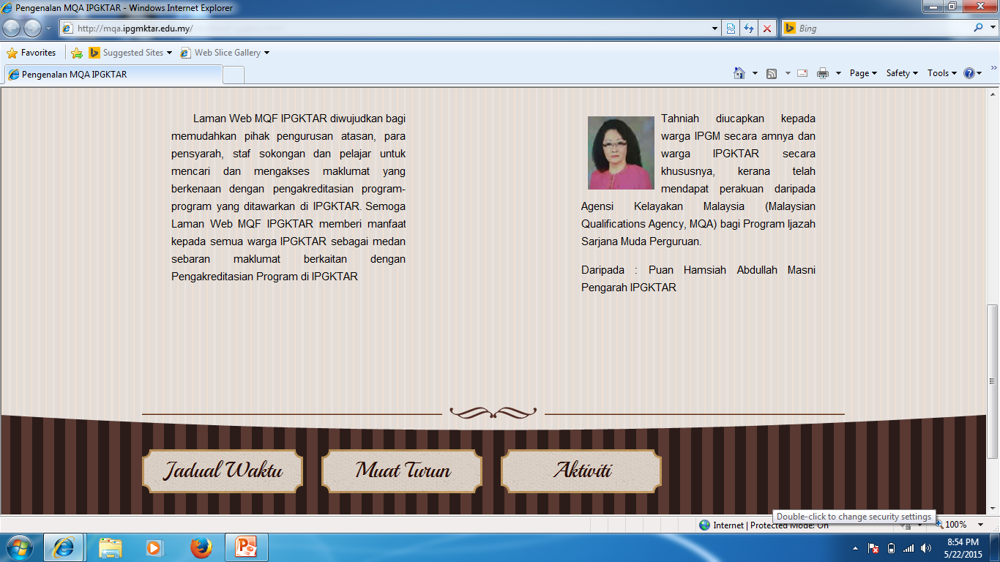 Pengenalan MQA IPGKTAR - Windows Internet Explorer
http://mqa.ipgmktar.edu.my/
Bing
Favorites
Suggested Sites
Web Slice Gallery
Pengenalan MQA IPGKTAR
Page
Safety
Tools
Laman Web MQF IPGKTAR diwujudkan bagi
memudahkan pihak pengurusan atasan, para
pensyarah, staf sokongan dan pelajar untuk
mencari dan mengakses maklumat yang
berkenaan dengan pengakreditasian program-
program yang ditawarkan di IPGKTAR. Semoga
Laman Web MQF IPGKTAR memberi manfaat
kepada semua warga IPGKTAR sebagai medan
sebaran maklumat berkaitan dengan
Pengakreditasian Program di IPGKTAR
Tahniah diucapkan kepada
warga IPGM secara amnya dan
warga IPGKTAR secara
khususnya, kerana telah
mendapat perakuan daripada
Agensi Kelayakan Malaysia (Malaysian
Qualifications Agency, MQA) bagi Program Ijazah
Sarjana Muda Perguruan.
Daripada : Puan Hamsiah Abdullah Masni
Pengarah IPGKTAR
Jadual Waktu
Muat Turun
Aktiviti
Double-click to change security settings
Internet | Protected Mode: On
100%
8:54 PM
5/22/2015